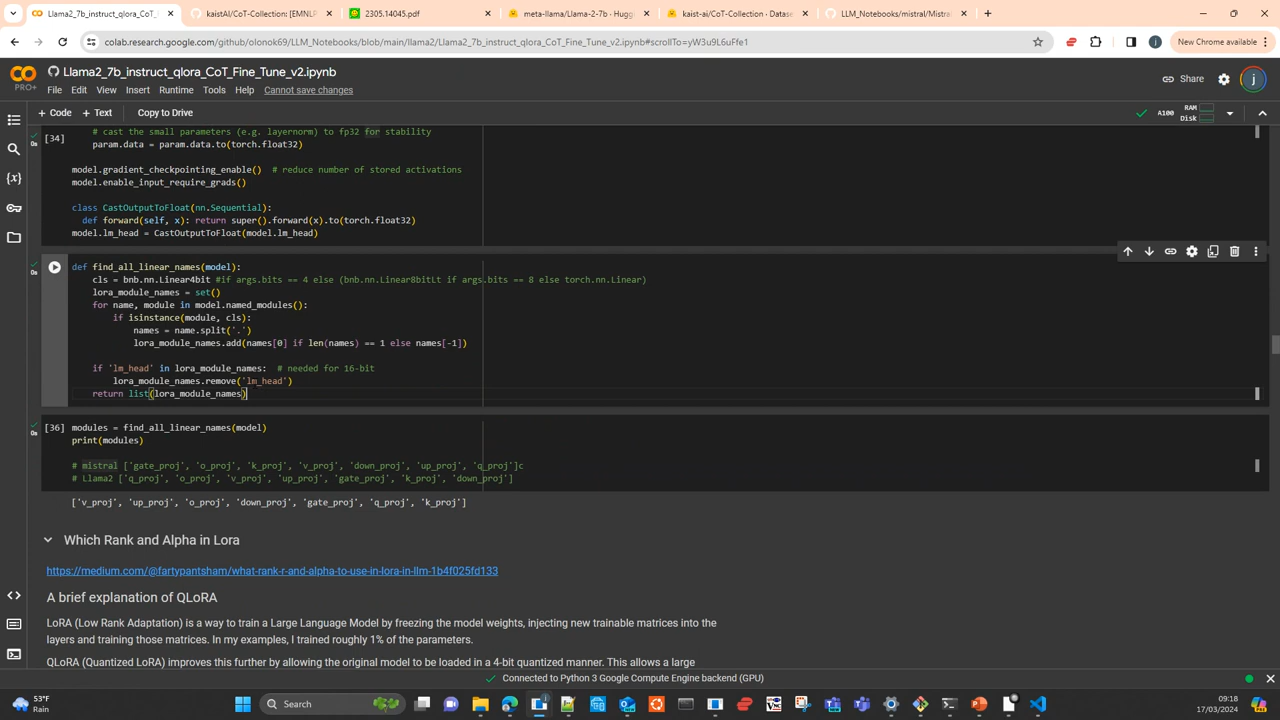 Llama2_7b_instruct_qlora_CoT_F
kaistAI/CoT-Collection: [EMNLP
2305.14045.pdf
meta-llama/Llama-2-7b · Huggi
kaist-ai/CoT-Collection · Datase
LLM_Notebooks/mistral/Mistra
colab.research.google.com/github/olonok69/LLM_Notebooks/blob/main/llama2/Llama2_7b_instruct_qlora_CoT_Fine_Tune_v2.ipynb#scrollTo=yW3u9L6uFfe1
New Chrome available
PRO+
Llama2_7b_instruct_qlora_CoT_Fine_Tune_v2.ipynb
File Edit View Insert Runtime Tools Help Cannot save changes
Share
j
+ Code + Text Copy to Drive
A100 RAM Disk
[34]
0s
# cast the small parameters (e.g. layernorm) to fp32 for stability
param.data = param.data.to(torch.float32)
model.gradient_checkpointing_enable() # reduce number of stored activations
model.enable_input_require_grads()
class CastOutputToFloat(nn.Sequential):
def forward(self, x): return super().forward(x).to(torch.float32)
model.lm_head = CastOutputToFloat(model.lm_head)
0s
def find_all_linear_names(model):
cls = bnb.nn.Linear4bit #if args.bits == 4 else (bnb.nn.Linear8bitLt if args.bits == 8 else torch.nn.Linear)
lora_module_names = set()
for name, module in model.named_modules():
if isinstance(module, cls):
names = name.split('.')
lora_module_names.add(names[0] if len(names) == 1 else names[-1])
if 'lm_head' in lora_module_names: # needed for 16-bit
lora_module_names.remove('lm_head')
return list(lora_module_names)
[36]
0s
modules = find_all_linear_names(model)
print(modules)
# mistral ['gate_proj', 'o_proj', 'k_proj', 'v_proj', 'down_proj', 'up_proj', 'q_proj']c
# Llama2 ['q_proj', 'o_proj', 'v_proj', 'up_proj', 'gate_proj', 'k_proj', 'down_proj']
['v_proj', 'up_proj', 'o_proj', 'down_proj', 'gate_proj', 'q_proj', 'k_proj']
Which Rank and Alpha in Lora
https://medium.com/@fartypantsham/what-rank-r-and-alpha-to-use-in-lora-in-llm-1b4f025fd133
A brief explanation of QLoRA
LoRA (Low Rank Adaptation) is a way to train a Large Language Model by freezing the model weights, injecting new trainable matrices into the
layers and training those matrices. In my examples, I trained roughly 1% of the parameters.
QLoRA (Quantized LoRA) improves this further by allowing the original model to be loaded in a 4-bit quantized manner. This allows a large
Connected to Python 3 Google Compute Engine backend (GPU)
53°F
Rain
Search
09:18
17/03/2024